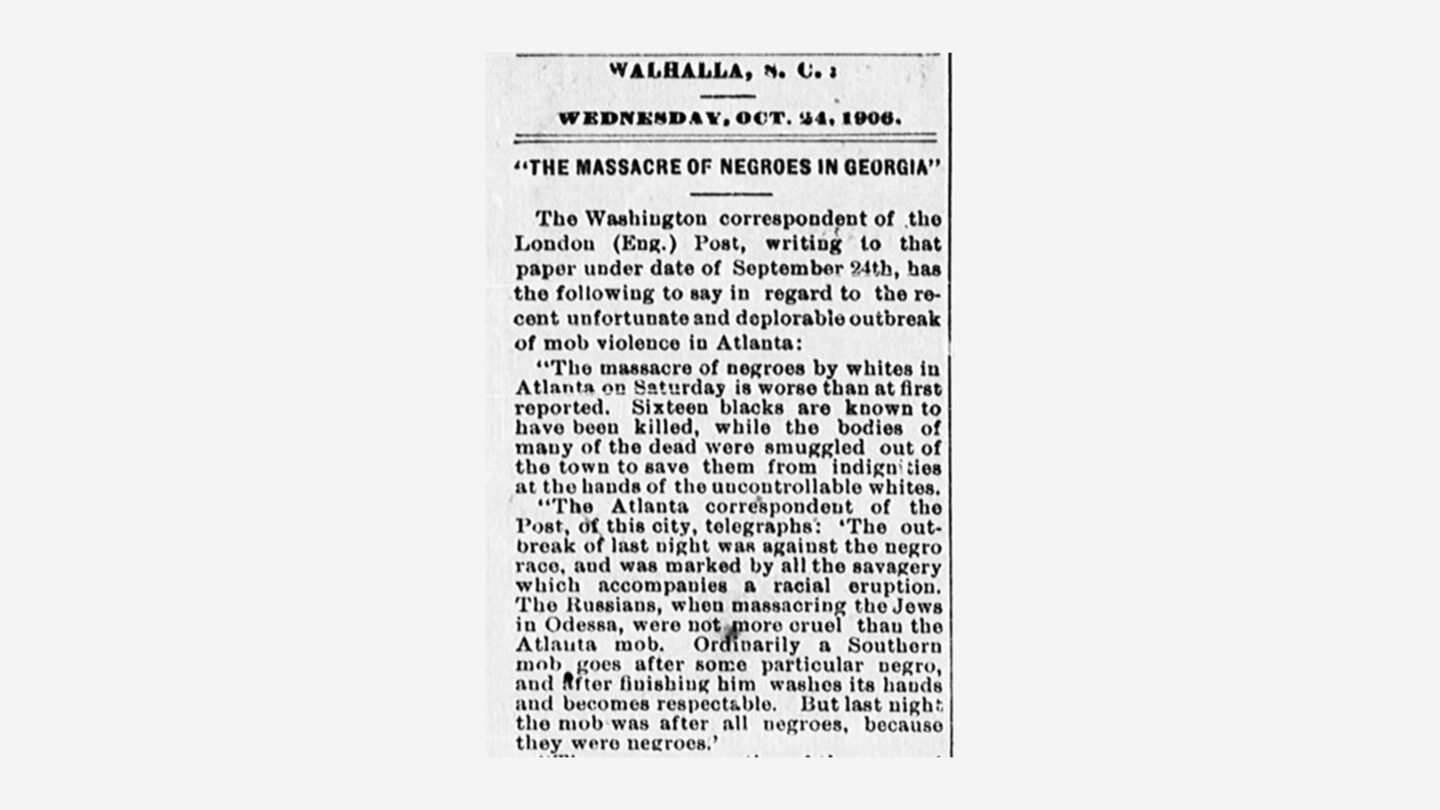 WALHALLA, S. C. :
WEDNESDAY, OCT. 24, 1906.
"THE MASSACRE OF NEGROES IN GEORGIA"
The Washington correspondent of the
London (Eng.) Post, writing to that
paper under date of September 24th, has
the following to say in regard to the re-
cent unfortunate and deplorable outbreak
of mob violence in Atlanta:
"The massacre of negroes by whites in
Atlanta on Saturday is worse than at first
reported. Sixteen blacks are known to
have been killed, while the bodies of
many of the dead were smuggled out of
the town to save them from indignities
at the hands of the uncontrollable whites.
"The Atlanta correspondent of the
Post, of this city, telegraphs: 'The out-
break of last night was against the negro
race, and was marked by all the savagery
which accompanies a racial eruption.
The Russians, when massacring the Jews
in Odessa, were not more cruel than the
Atlanta mob. Ordinarily a Southern
mob goes after some particular negro,
and after finishing him washes its hands
and becomes respectable. But last night
the mob was after all negroes, because
they were negroes.'